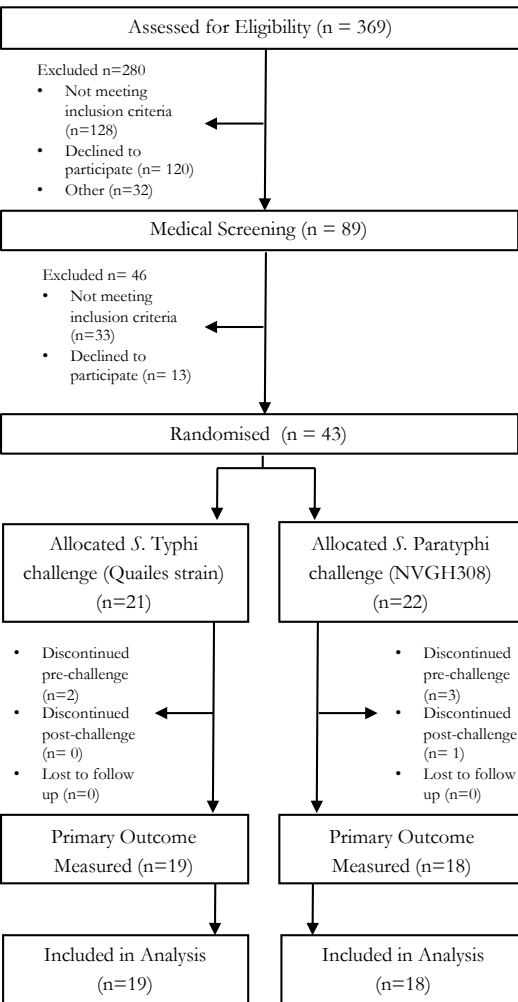 Assessed for Eligibility (n = 369)
Excluded n=280
• Not meeting
inclusion criteria
(n=128)
• Declined to
participate (n= 120)
• Other (n=32)
Medical Screening (n = 89)
Excluded n= 46
• Not meeting
inclusion criteria
(n=33)
• Declined to
participate (n= 13)
Randomised (n = 43)
Allocated S. Typhi
challenge (Quailes strain)
(n=21)
Allocated S. Paratyphi
challenge (NVGH308)
(n=22)
• Discontinued
pre-challenge
(n=2)
• Discontinued
post-challenge
(n= 0)
• Lost to follow
up (n=0)
• Discontinued
pre-challenge
(n=3)
• Discontinued
post-challenge
(n= 1)
• Lost to follow
up (n=0)
Primary Outcome
Measured (n=19)
Primary Outcome
Measured (n=18)
Included in Analysis
(n=19)
Included in Analysis
(n=18)